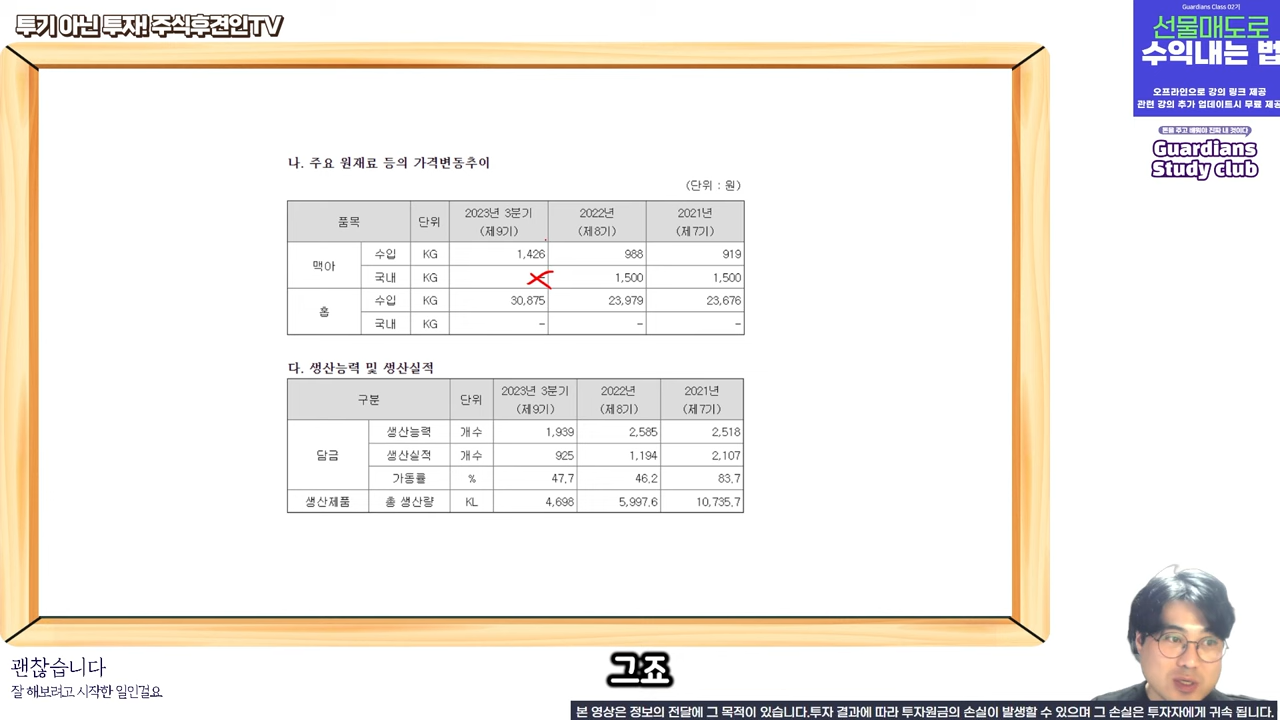 투기 아닌 투자! 주식후견인TV
Guardians Class 02기
선물매도로
수익내는 법
오프라인으로 강의 링크 제공
관련 강의 추가 업데이트시 무료 제공
돈을 주고 배워야 진짜 내 것이다
Guardians
Study club
나. 주요 원재료 등의 가격변동추이
(단위 : 원)
품목 단위 2023년 3분기 (제9기) 2022년 (제8기) 2021년 (제7기)
맥아 수입 KG 1,426 988 919
국내 KG 1,500 1,500
홉 수입 KG 30,875 23,979 23,676
국내 KG - - -
다. 생산능력 및 생산실적
구분 단위 2023년 3분기 (제9기) 2022년 (제8기) 2021년 (제7기)
담금 생산능력 개수 1,939 2,585 2,518
생산실적 개수 925 1,194 2,107
가동률 % 47.7 46.2 83.7
생산제품 총 생산량 KL 4,698 5,997.6 10,735.7
괜찮습니다
잘 해보려고 시작한 일인걸요
그죠
본 영상은 정보의 전달에 그 목적이 있습니다.투자 결과에 따라 투자원금의 손실이 발생할 수 있으며 그 손실은 투자자에게 귀속 됩니다.